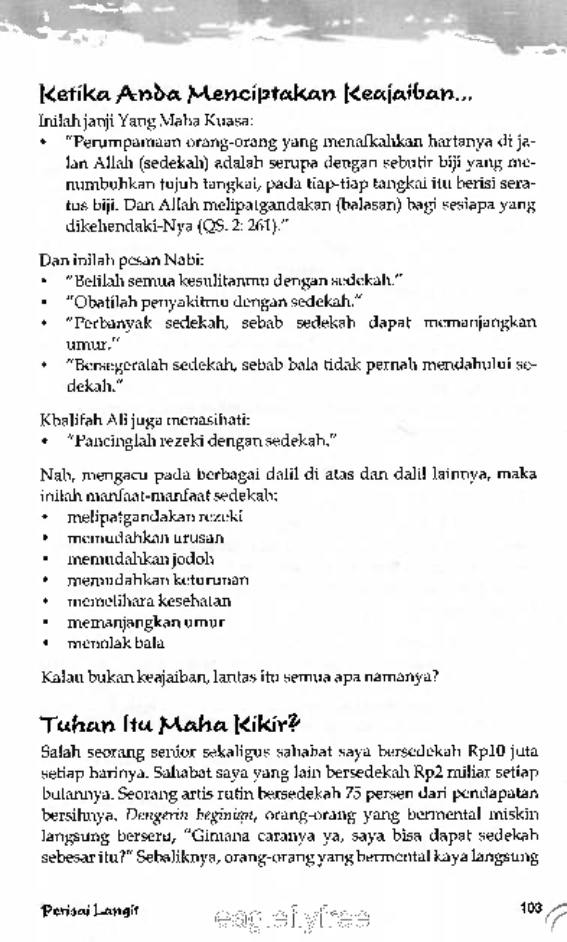 Ketika Anda Menciptakan Keajaiban...
Inilah janji Yang Maha Kuasa:
• "Perumpamaan orang-orang yang menafkahkan hartanya di ja-
lan Allah (sedekah) adalah serupa dengan sebutir biji yang me-
numbuhkan tujuh tangkai, pada tiap-tiap tangkai itu berisi sera-
tus biji. Dan Allah melipatgandakan (balasan) bagi sesiapa yang
dikehendaki-Nya (QS. 2: 261)."
Dan inilah pesan Nabi:
• "Belilah semua kesulitanmu dengan sedekah."
• "Obatilah penyakitmu dengan sedekah."
• "Perbanyak sedekah, sebab sedekah dapat memanjangkan
umur."
• "Bersegeralah sedekah, sebab bala tidak pernah mendahului se-
dekah."
Khalifah Ali juga menasihati:
• "Pancinglah rezeki dengan sedekah."
Nah, mengacu pada berbagai dalil di atas dan dalil lainnya, maka
inilah manfaat-manfaat sedekah:
• melipatgandakan rezeki
• memudahkan urusan
• memudahkan jodoh
• memudahkan keturunan
• memelihara kesehatan
• memanjangkan umur
• menolak bala
Kalau bukan keajaiban, lantas itu semua apa namanya?
Tuhan Itu Maha Kikir?
Salah seorang senior sekaligus sahabat saya bersedekah Rp10 juta
setiap harinya. Sahabat saya yang lain bersedekah Rp2 miliar setiap
bulannya. Seorang artis rutin bersedekah 75 persen dari pendapatan
bersihnya. Dengerin beginian, orang-orang yang bermental miskin
langsung berseru, "Gimana caranya ya, saya bisa dapat sedekah
sebesar itu?" Sebaliknya, orang-orang yang bermental kaya langsung
Perisai Langit 103